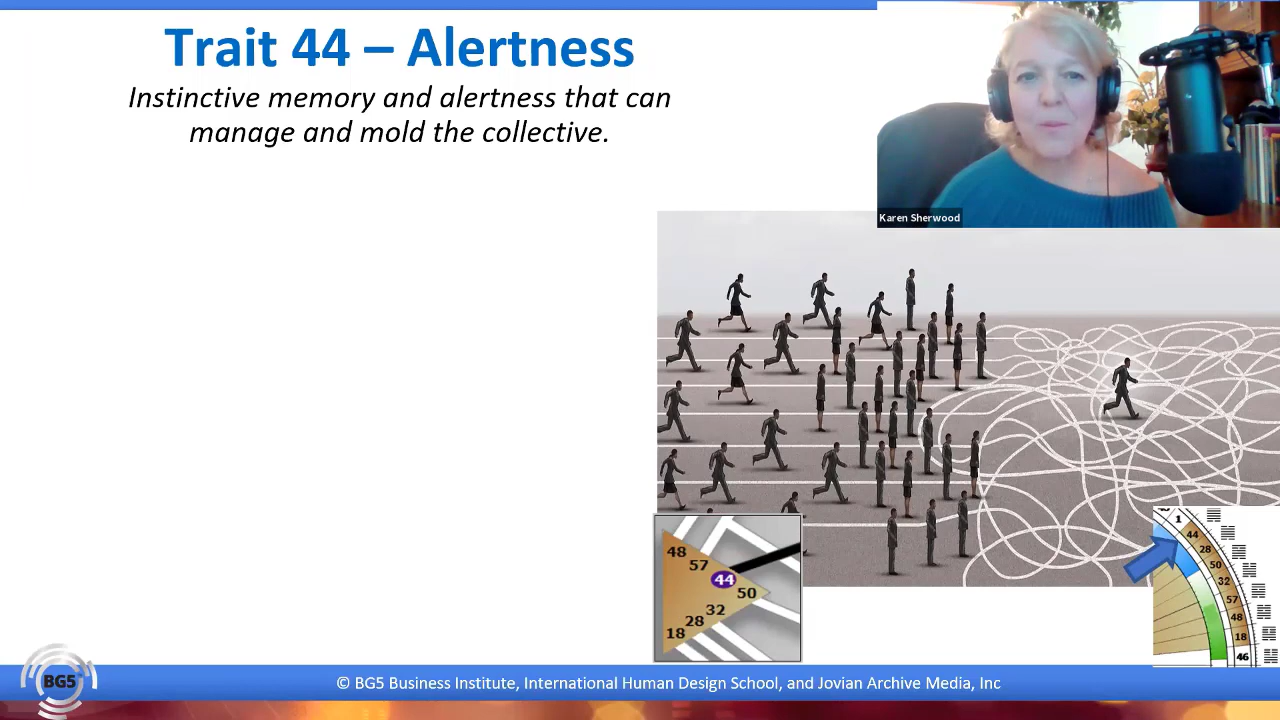 Trait 44 – Alertness
Instinctive memory and alertness that can
manage and mold the collective.
Karen Sherwood
48
57
44
50
32
28
18
1
44
28
50
32
57
48
18
46
BG5
© BG5 Business Institute, International Human Design School, and Jovian Archive Media, Inc